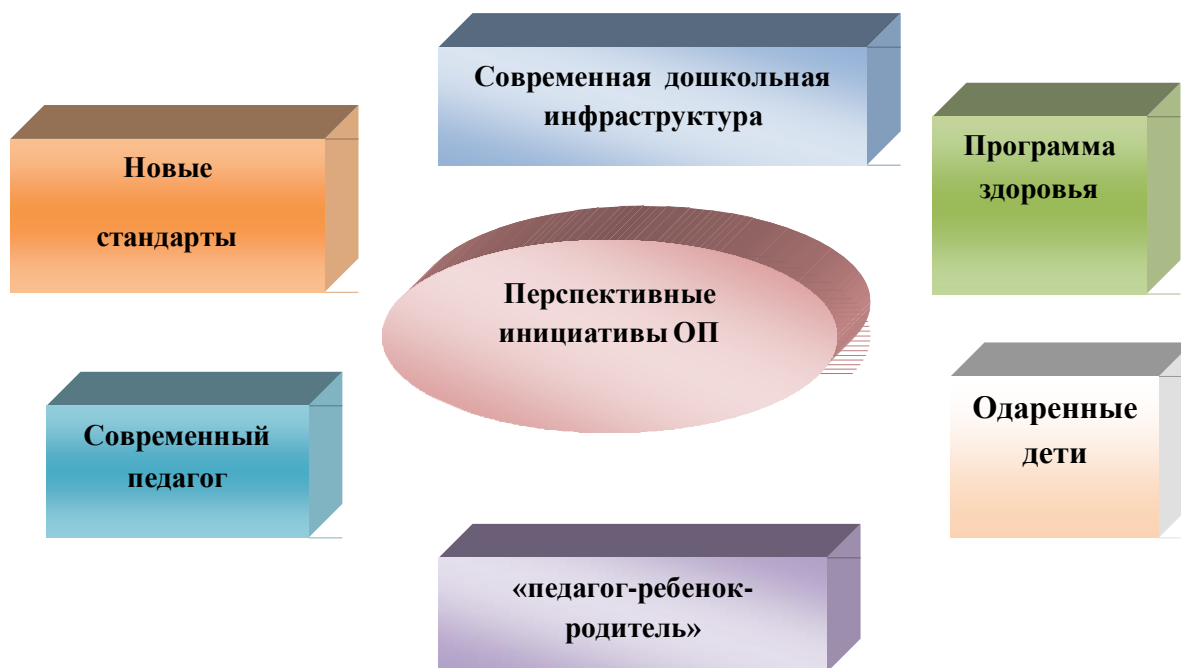 Современная дошкольная
инфраструктура
Новые
стандарты
Программа
здоровья
Перспективные
инициативы ОП
Современный
педагог
Одаренные
дети
«педагог-ребенок-
родитель»